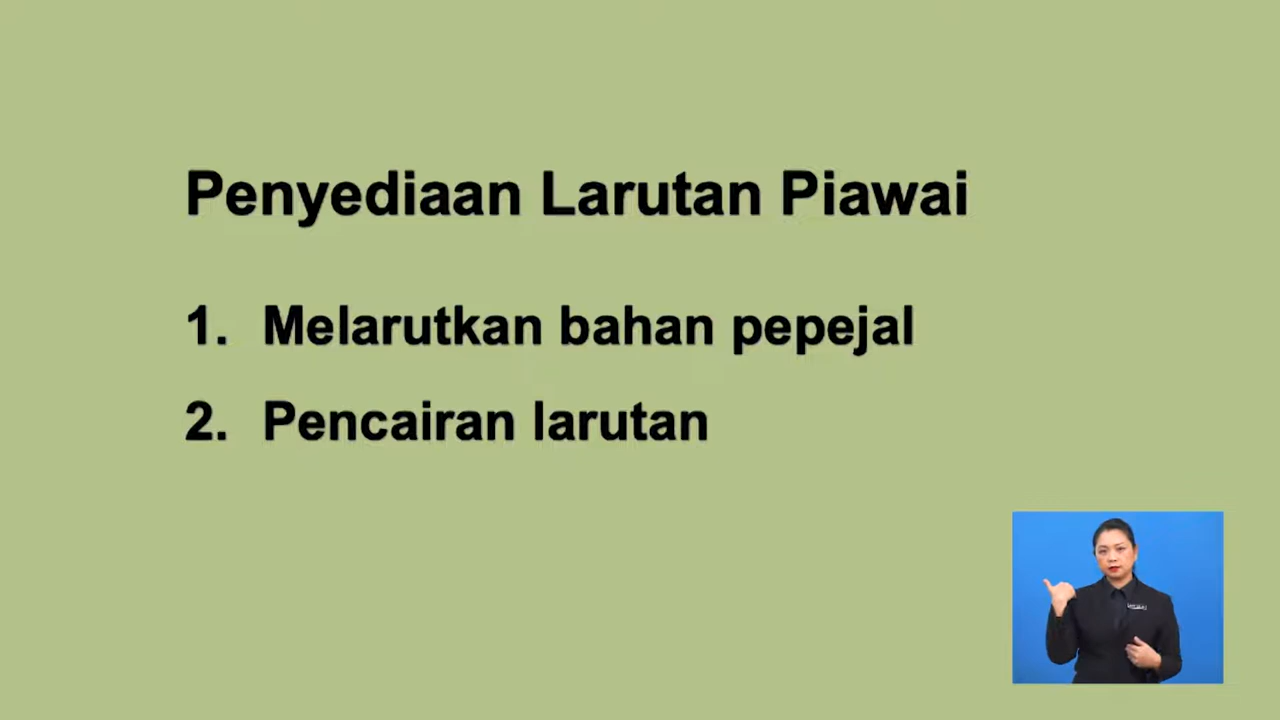 Penyediaan Larutan Piawai
1. Melarutkan bahan pepejal
2. Pencairan larutan